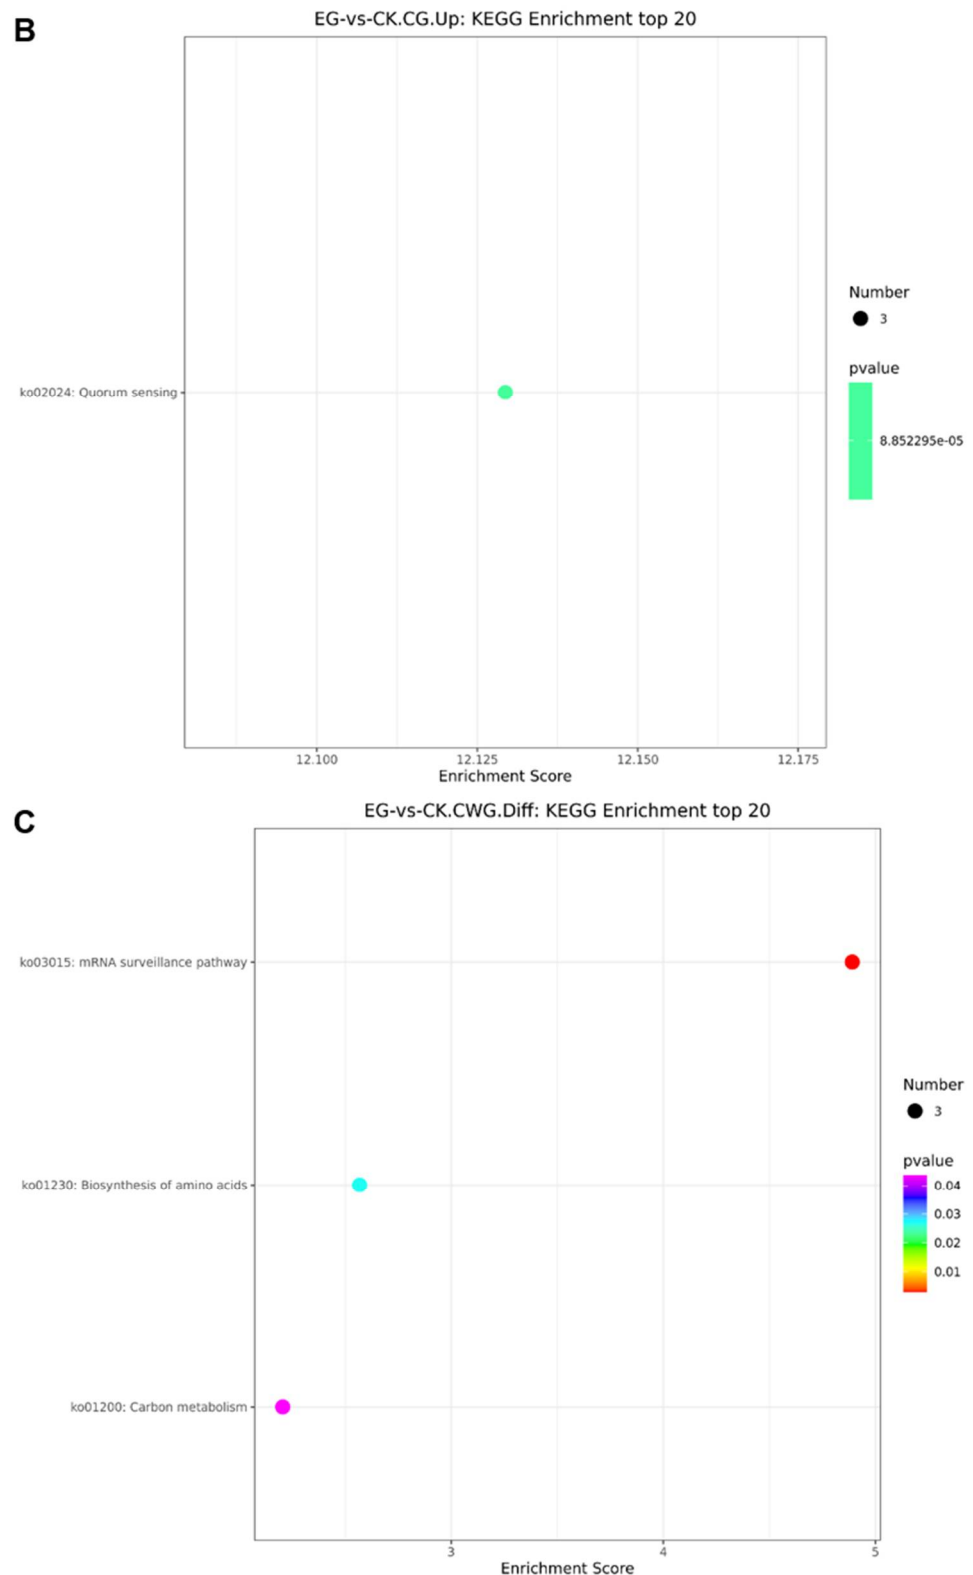 B
EG-vs-CK.CG.Up: KEGG Enrichment top 20
Number
3
pvalue
8.852295e-05
ko02024: Quorum sensing
12.100 12.125 12.150 12.175
Enrichment Score
C
EG-vs-CK.CWG.Diff: KEGG Enrichment top 20
ko03015: mRNA surveillance pathway
ko01230: Biosynthesis of amino acids
ko01200: Carbon metabolism
Number
3
pvalue
0.04
0.03
0.02
0.01
3 4 5
Enrichment Score